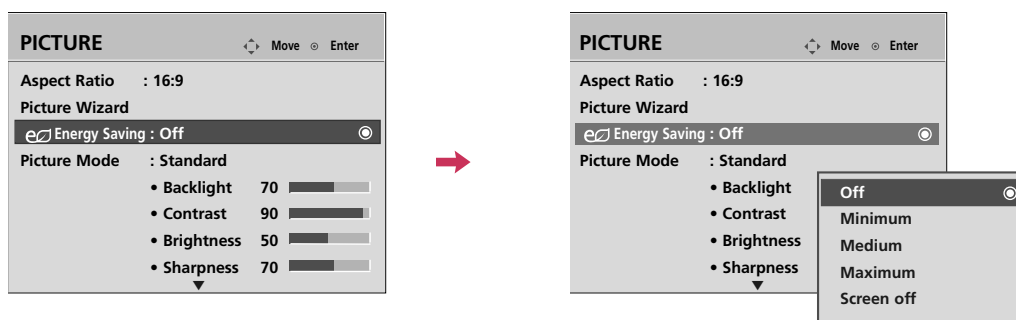 PICTURE Move Enter
Aspect Ratio : 16:9
Picture Wizard
Energy Saving : Off
Picture Mode : Standard
• Backlight 70
• Contrast 90
• Brightness 50
• Sharpness 70
PICTURE Move Enter
Aspect Ratio : 16:9
Picture Wizard
Energy Saving : Off
Picture Mode : Standard
• Backlight
• Contrast
• Brightness
• Sharpness
Off
Minimum
Medium
Maximum
Screen off